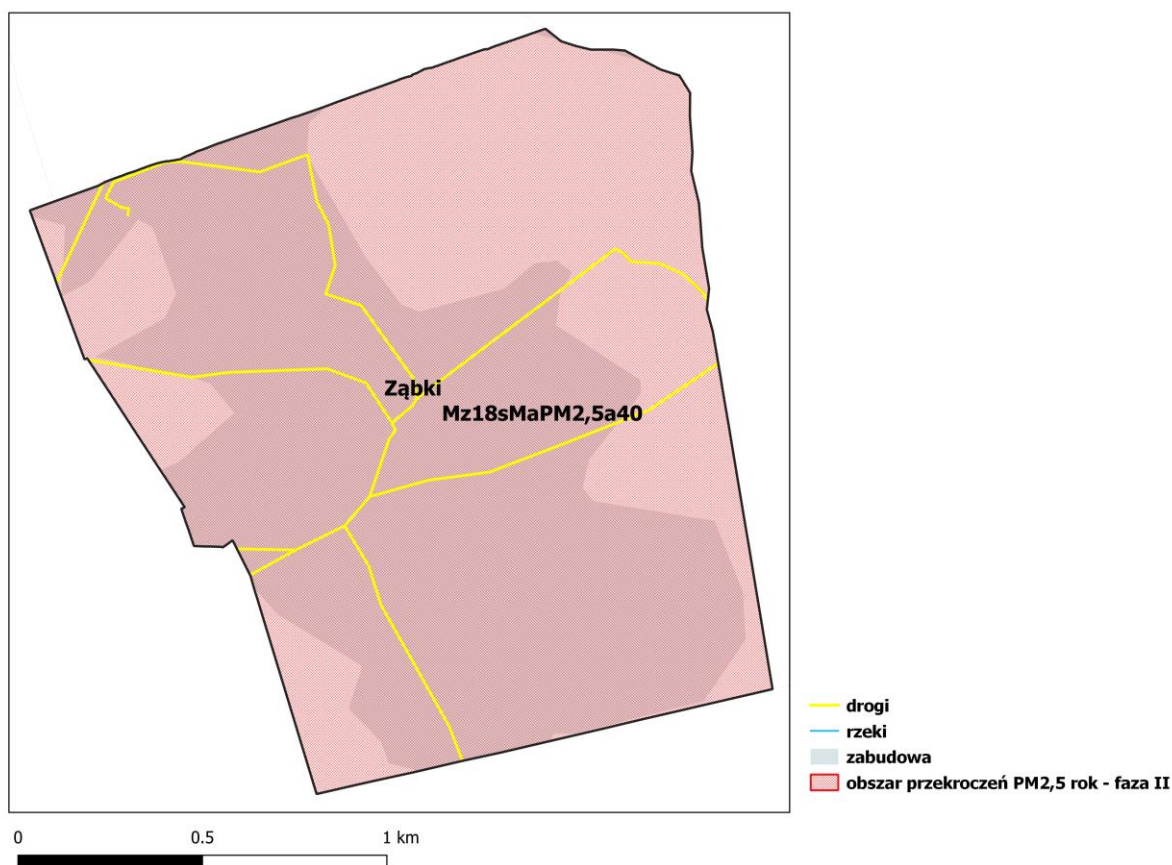 Ząbki
Mz18sMaPM2,5a40
drogi
rzeki
zabudowa
obszar przekroczeń PM2,5 rok - faza II
0 0.5 1 km